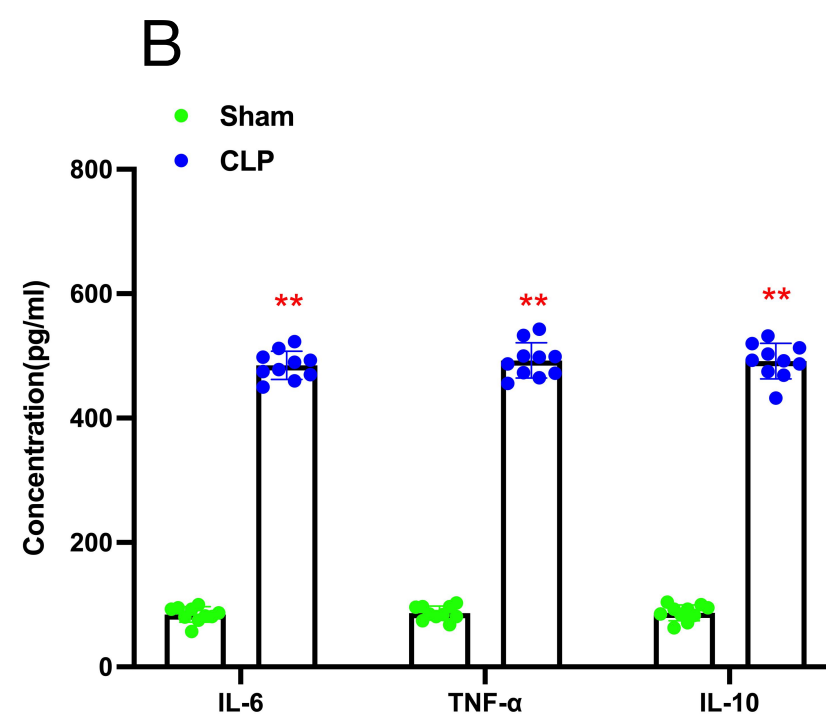 B
Sham
CLP
Concentration(pg/ml)
800
600
400
200
0
** ** **
IL-6 TNF-α IL-10